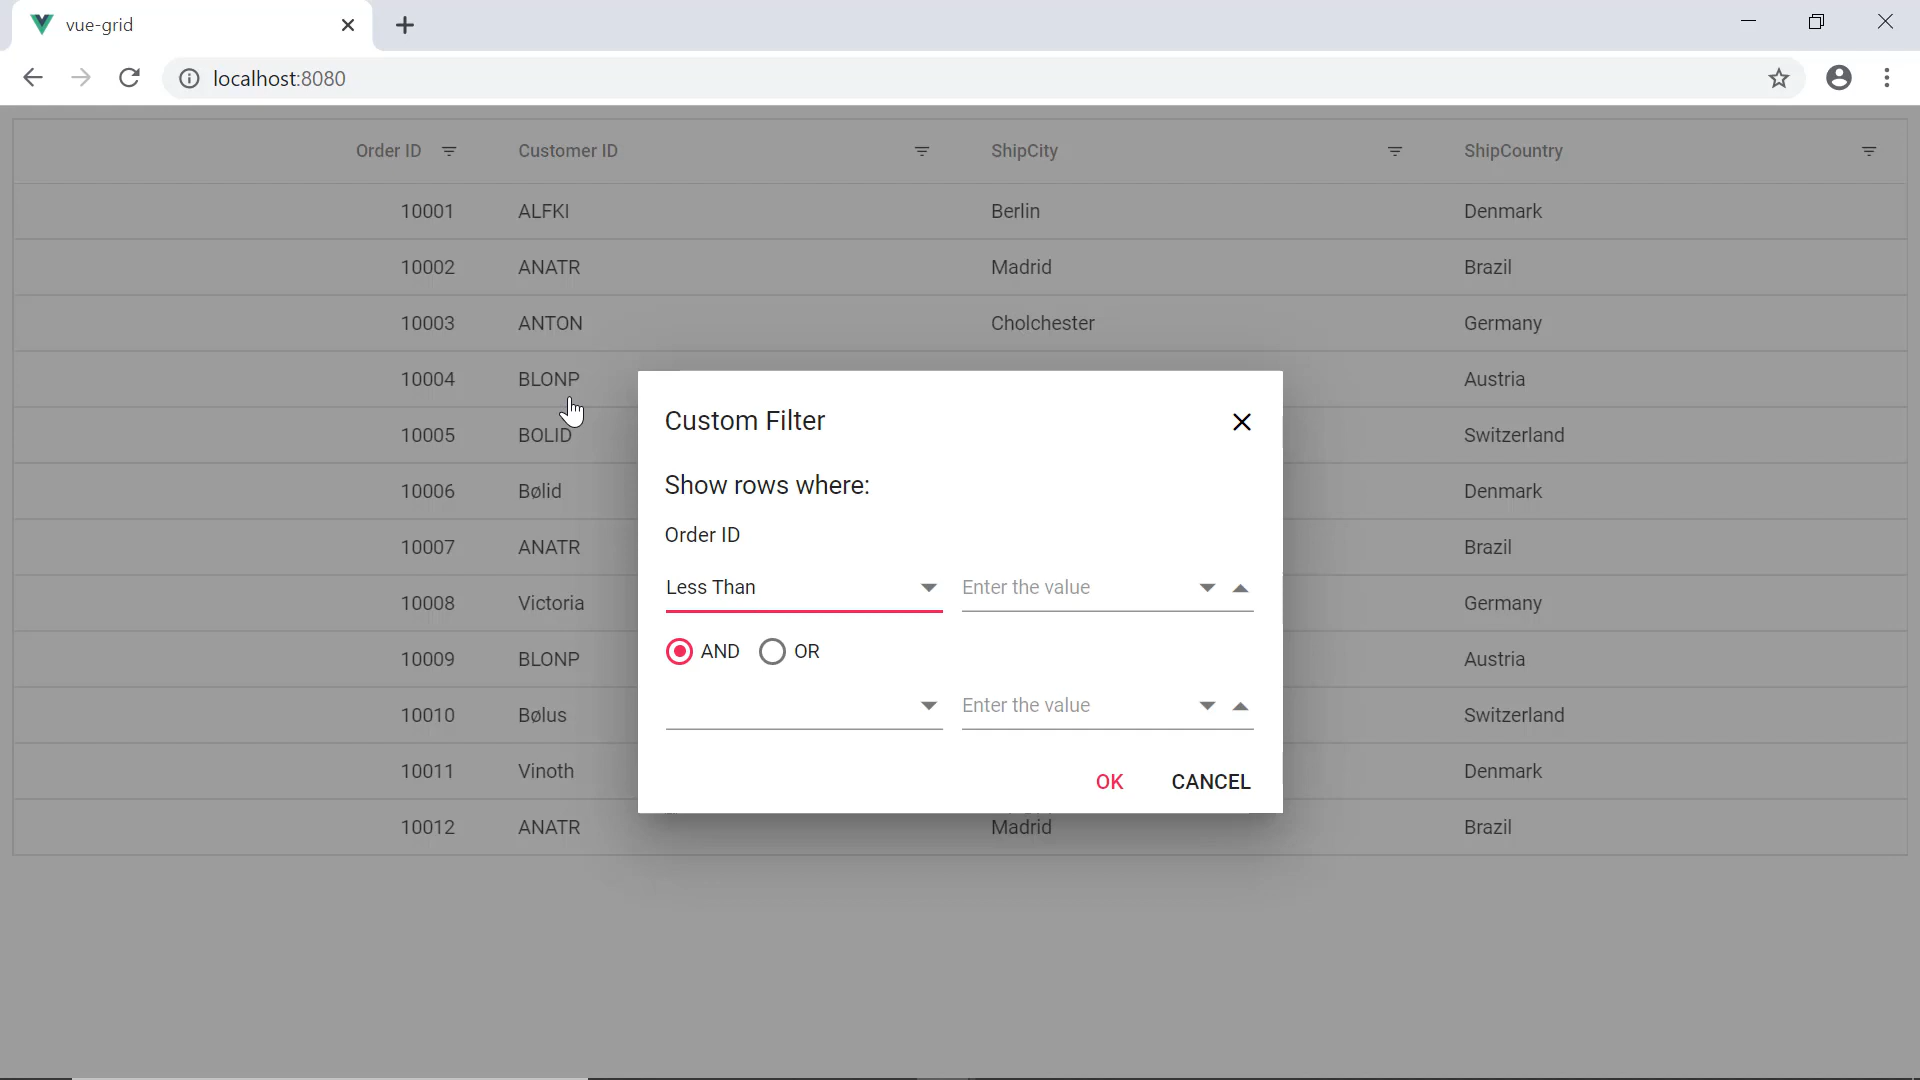 vue-grid
localhost:8080
Order ID Customer ID ShipCity ShipCountry
10001 ALFKI Berlin Denmark
10002 ANATR Madrid Brazil
10003 ANTON Cholchester Germany
10004 BLONP Austria
10005 BOLID Switzerland
10006 Bølid Denmark
10007 ANATR Brazil
10008 Victoria Germany
10009 BLONP Austria
10010 Bølus Switzerland
10011 Vinoth Denmark
10012 ANATR Madrid Brazil
Custom Filter
Show rows where:
Order ID
Less Than Enter the value
AND OR
Enter the value
OK CANCEL